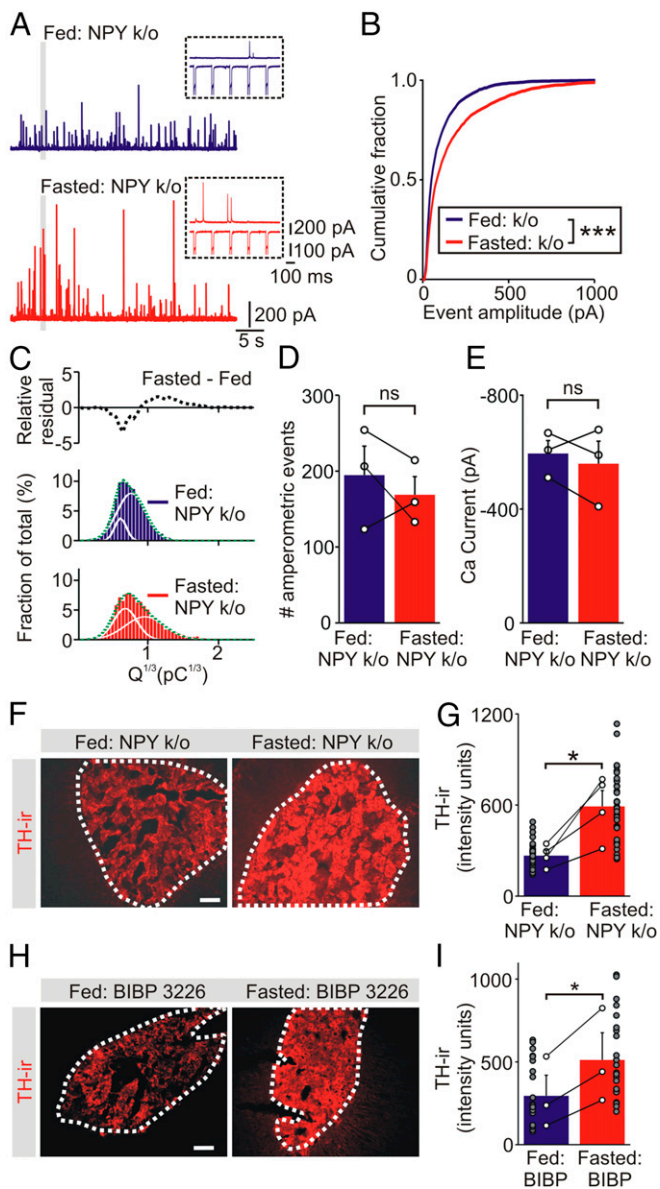 A
Fed: NPY k/o
Fasted: NPY k/o
200 pA
100 pA
100 ms
200 pA
5 s
B
Cumulative fraction
1.0
0.5
0
Fed: k/o
Fasted: k/o
***
0 500 1000
Event amplitude (pA)
C
Relative residual
5
0
-5
Fasted - Fed
Fraction of total (%)
10
5
0
Fed:
NPY k/o
10
5
0
Fasted:
NPY k/o
1 2
Q1/3(pC1/3)
D
# amperometric events
300
200
100
0
ns
Fed: Fasted:
NPY k/o NPY k/o
E
Ca Current (pA)
-800
-400
0
ns
Fed: Fasted:
NPY k/o NPY k/o
F
Fed: NPY k/o Fasted: NPY k/o
TH-ir
G
TH-ir
(intensity units)
1200
600
0
*
Fed: Fasted:
NPY k/o NPY k/o
H
Fed: BIBP 3226 Fasted: BIBP 3226
TH-ir
I
TH-ir
(intensity units)
1000
500
0
*
Fed: Fasted:
BIBP BIBP